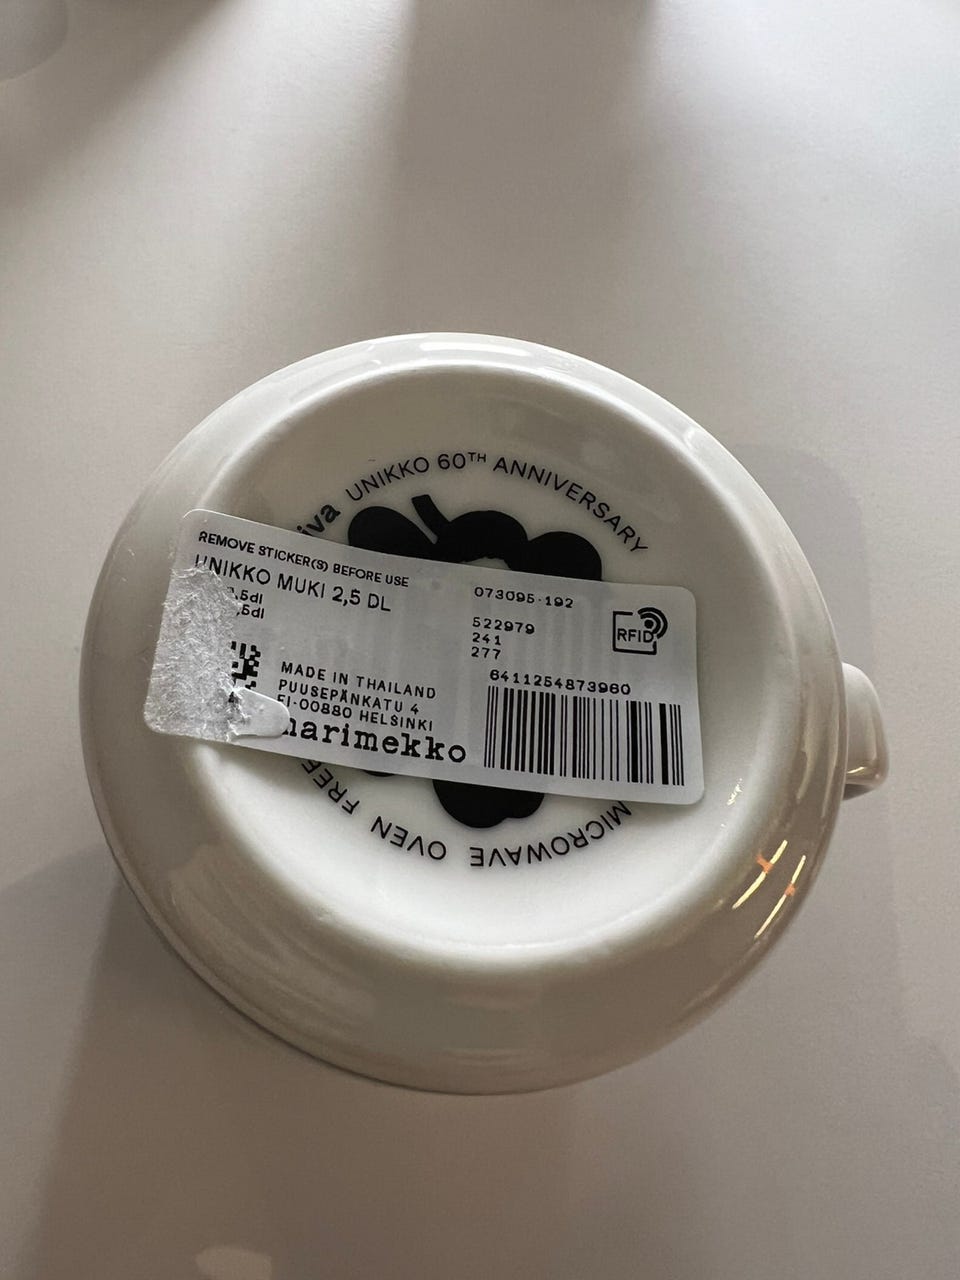 UNIKKO 60TH ANNIVERSARY
REMOVE STICKER(S) BEFORE USE
UNIKKO MUKI 2,5 DL
073095-192
522979
241
277
RFID
6411254873960
MADE IN THAILAND
PUUSEPÄNKATU 4
FI-00880 HELSINKI
marimekko
MICROWAVE OVEN